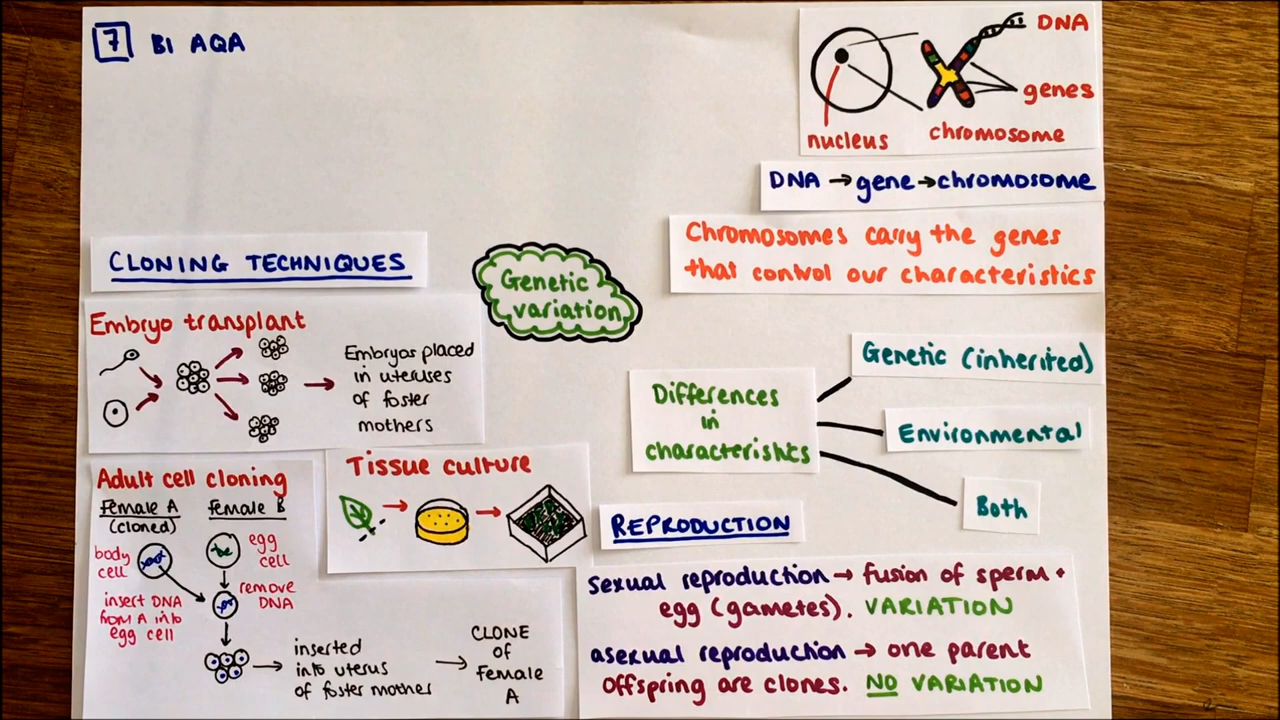 7 B1 AQA
DNA
genes
nucleus
chromosome
DNA → gene → chromosome
Chromosomes carry the genes
that control our characteristics
Genetic
variation
Differences
in
characteristics
Genetic (inherited)
Environmental
Both
CLONING TECHNIQUES
Embryo transplant
Embryos placed
in uteruses
of foster
mothers
Tissue culture
Adult cell cloning
Female A
(cloned)
Female B
body
cell
egg
cell
remove
DNA
insert DNA
from A into
egg cell
inserted
into uterus
of foster mother
CLONE
OF
Female
A
REPRODUCTION
sexual reproduction → fusion of sperm +
egg (gametes). VARIATION
asexual reproduction → one parent
offspring are clones. NO VARIATION